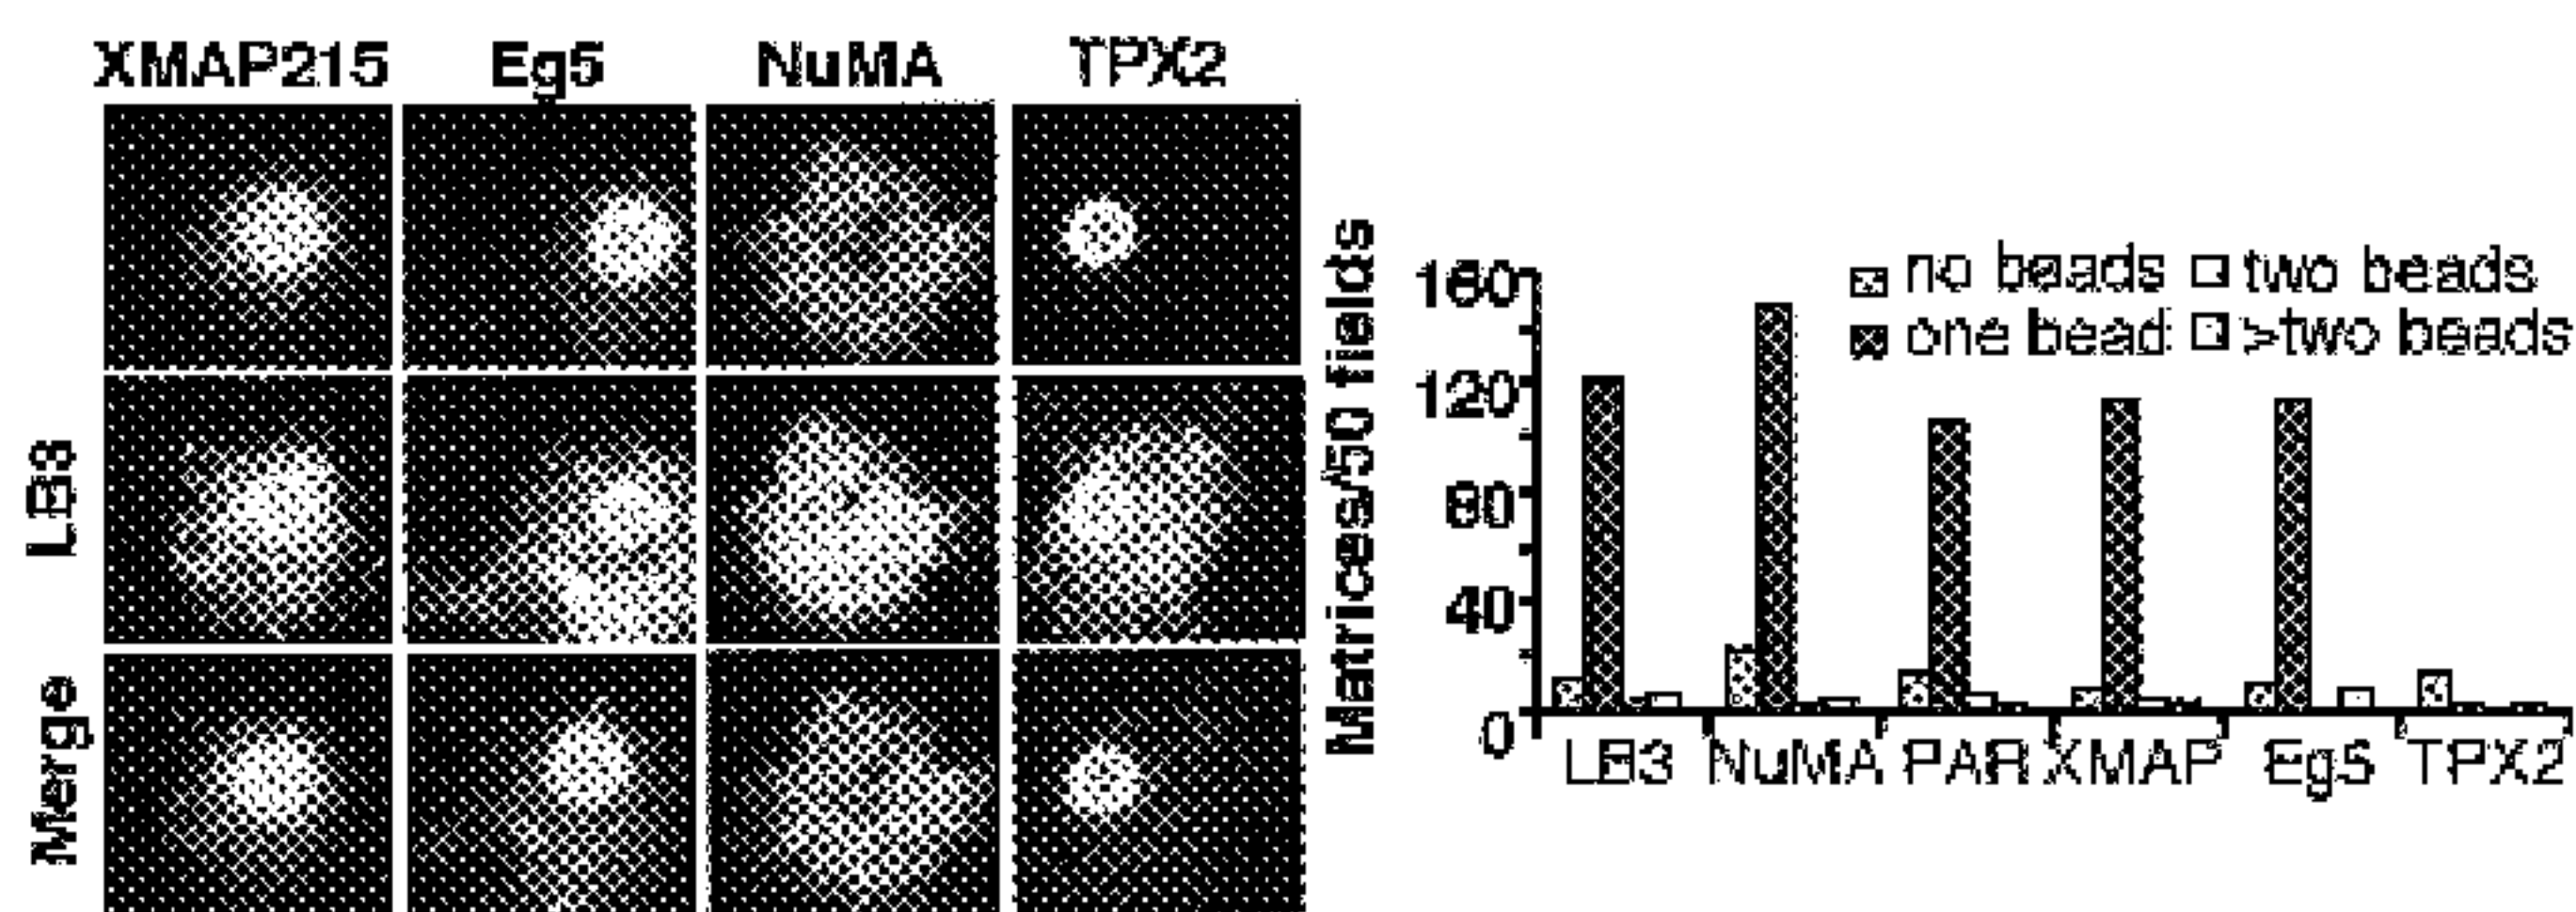 XMAP215 Eg5 NuMA TPX2
LB3
Merge
Matrices/50 fields
160
120
80
40
0
no beads two beads
one bead >two beads
LB3 NuMA PAR XMAP Eg5 TPX2